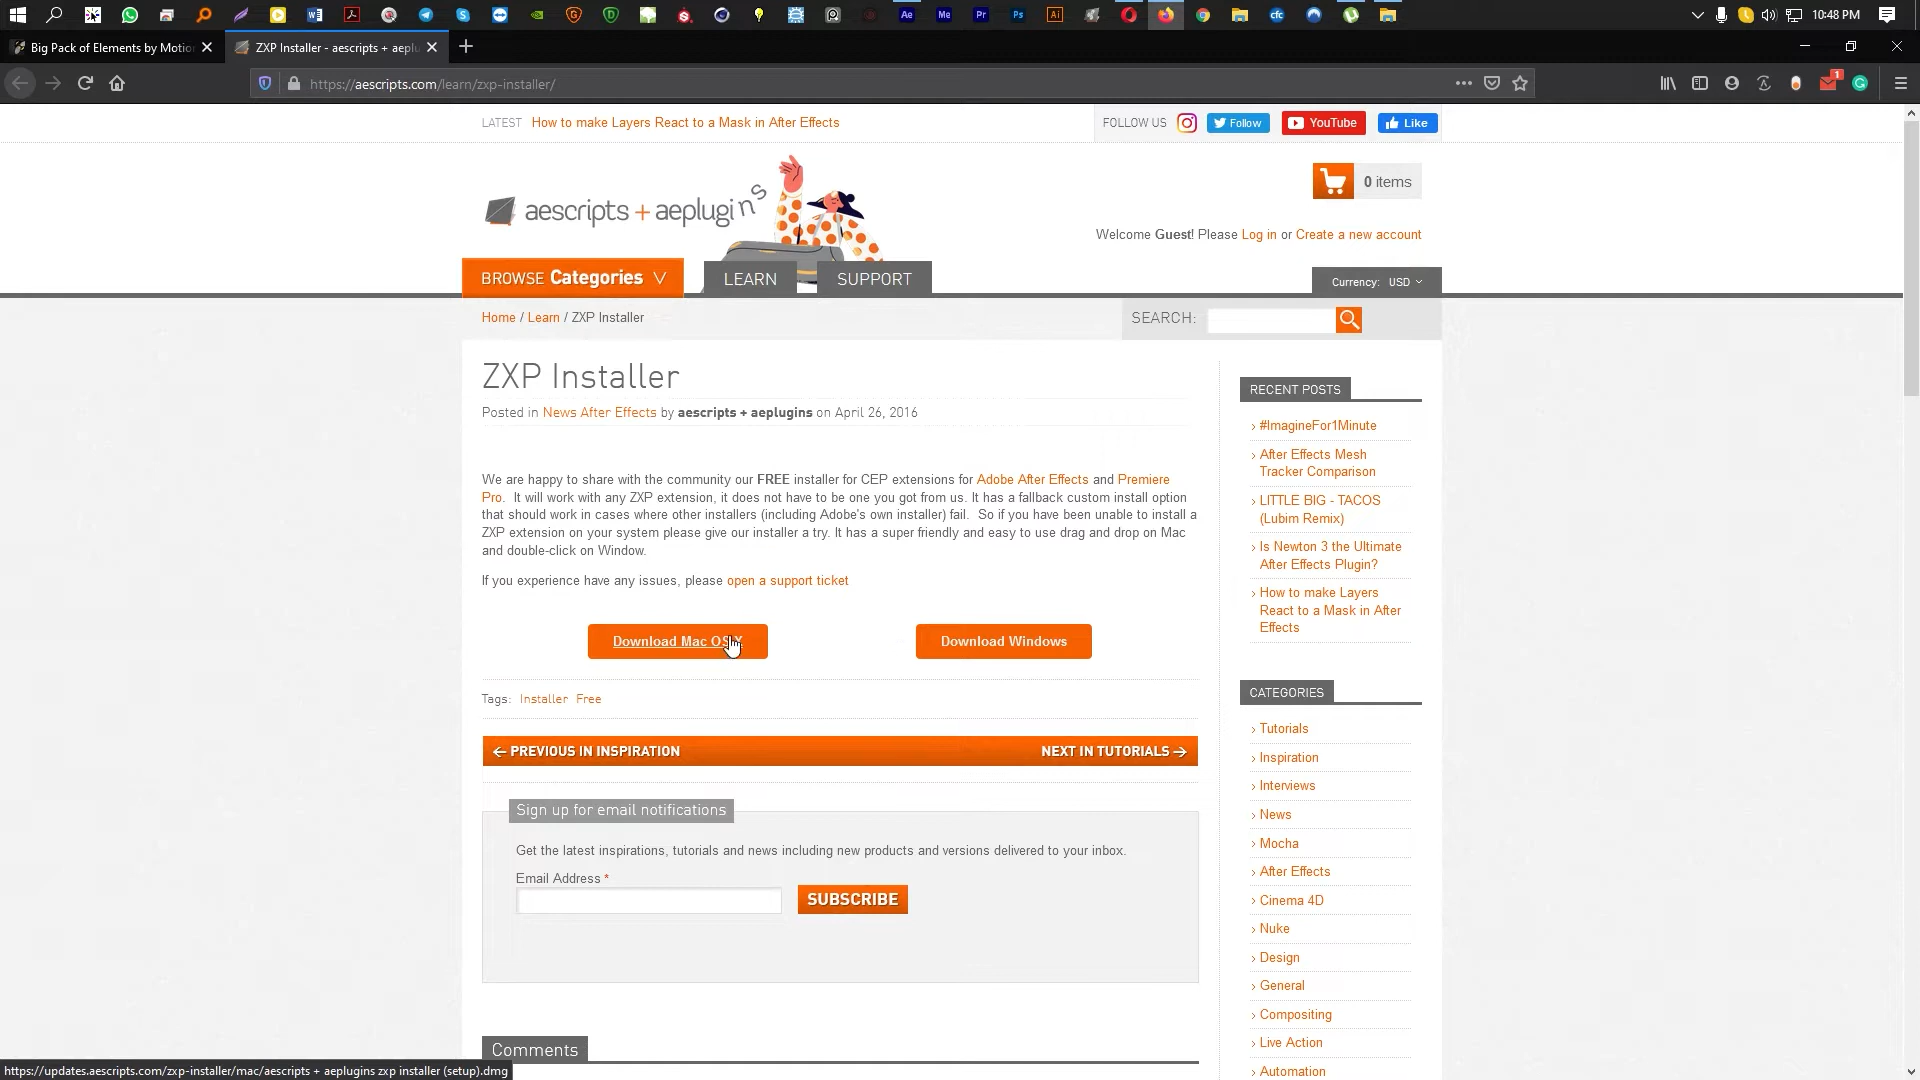 10:48 PM
Big Pack of Elements by Motion
ZXP Installer - aescripts + aeplu
https://aescripts.com/learn/zxp-installer/
1
LATEST How to make Layers React to a Mask in After Effects
FOLLOW US Follow YouTube Like
aescripts + aeplugins
0 items
Welcome Guest! Please Log in or Create a new account
BROWSE Categories
LEARN
SUPPORT
Currency: USD
Home / Learn / ZXP Installer
SEARCH:
ZXP Installer
Posted in News After Effects by aescripts + aeplugins on April 26, 2016
We are happy to share with the community our FREE installer for CEP extensions for Adobe After Effects and Premiere
Pro. It will work with any ZXP extension, it does not have to be one you got from us. It has a fallback custom install option
that should work in cases where other installers (including Adobe's own installer) fail. So if you have been unable to install a
ZXP extension on your system please give our installer a try. It has a super friendly and easy to use drag and drop on Mac
and double-click on Window.
If you experience have any issues, please open a support ticket
Download Mac OS X
Download Windows
Tags: Installer Free
← PREVIOUS IN INSPIRATION
NEXT IN TUTORIALS →
Sign up for email notifications
Get the latest inspirations, tutorials and news including new products and versions delivered to your inbox.
Email Address *
SUBSCRIBE
Comments
RECENT POSTS
› #ImagineFor1Minute
› After Effects Mesh
Tracker Comparison
› LITTLE BIG - TACOS
(Lubim Remix)
› Is Newton 3 the Ultimate
After Effects Plugin?
› How to make Layers
React to a Mask in After
Effects
CATEGORIES
› Tutorials
› Inspiration
› Interviews
› News
› Mocha
› After Effects
› Cinema 4D
› Nuke
› Design
› General
› Compositing
› Live Action
› Automation
https://updates.aescripts.com/zxp-installer/mac/aescripts + aeplugins zxp installer (setup).dmg